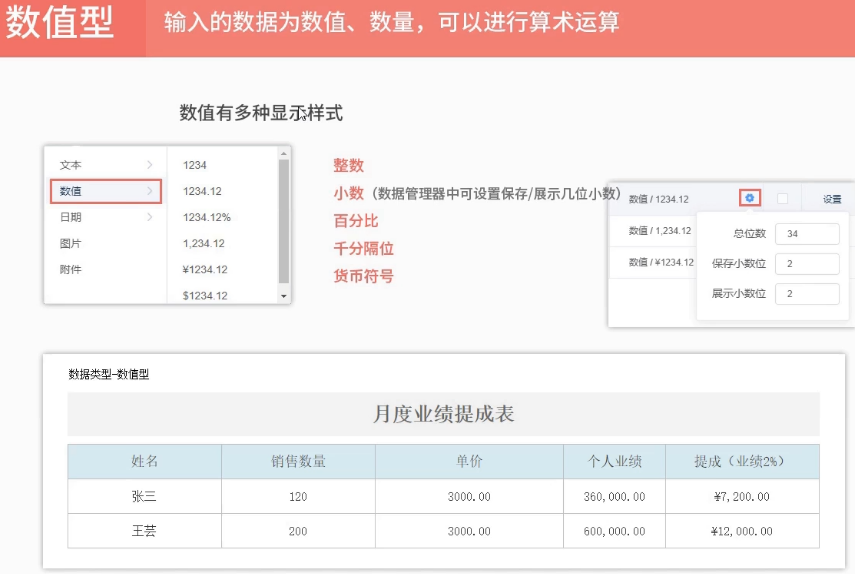 数值型
输入的数据为数值、数量，可以进行算术运算
数值有多种显示样式
文本
数值
日期
图片
附件
1234
1234.12
1234.12%
1,234.12
¥1234.12
$1234.12
整数
小数（数据管理器中可设置保存/展示几位小数）
百分比
千分隔位
货币符号
数值 / 1234.12 设置
数值 / 1,234.12
数值 / ¥1234.12
总位数 34
保存小数位 2
展示小数位 2
数据类型-数值型
月度业绩提成表
姓名 销售数量 单价 个人业绩 提成（业绩2%）
张三 120 3000.00 360,000.00 ¥7,200.00
王芸 200 3000.00 600,000.00 ¥12,000.00